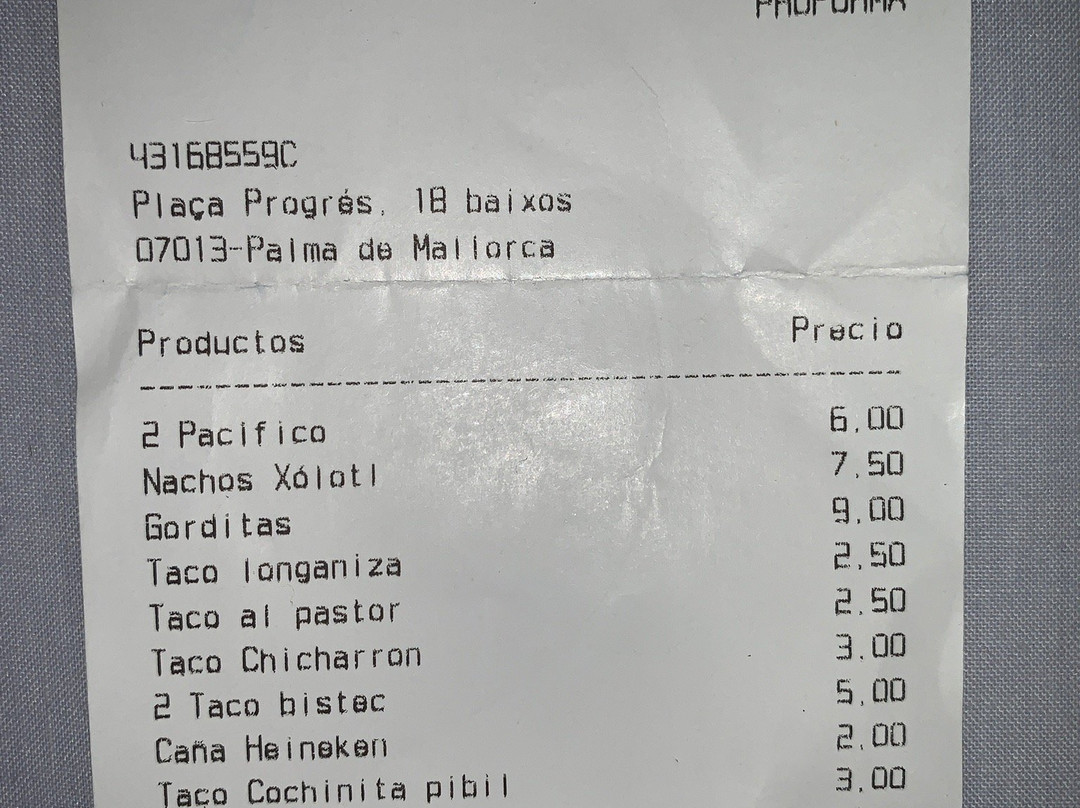 PROFORMA
43168559C
Plaça Progrés, 18 baixos
07013-Palma de Mallorca
Productos Precio
2 Pacifico 6,00
Nachos Xólotl 7,50
Gorditas 9,00
Taco longaniza 2,50
Taco al pastor 2,50
Taco Chicharron 3,00
2 Taco bistec 5,00
Caña Heineken 2,00
Taco Cochinita pibil 3,00